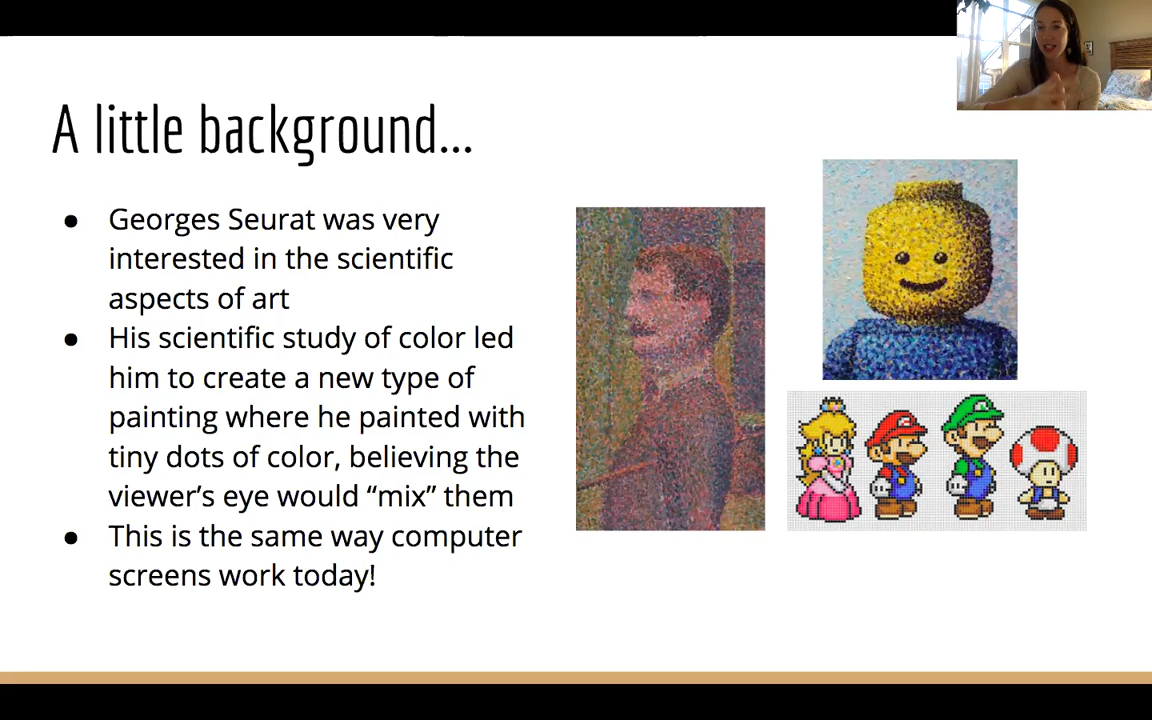 A little background...
● Georges Seurat was very
interested in the scientific
aspects of art
● His scientific study of color led
him to create a new type of
painting where he painted with
tiny dots of color, believing the
viewer’s eye would “mix” them
● This is the same way computer
screens work today!